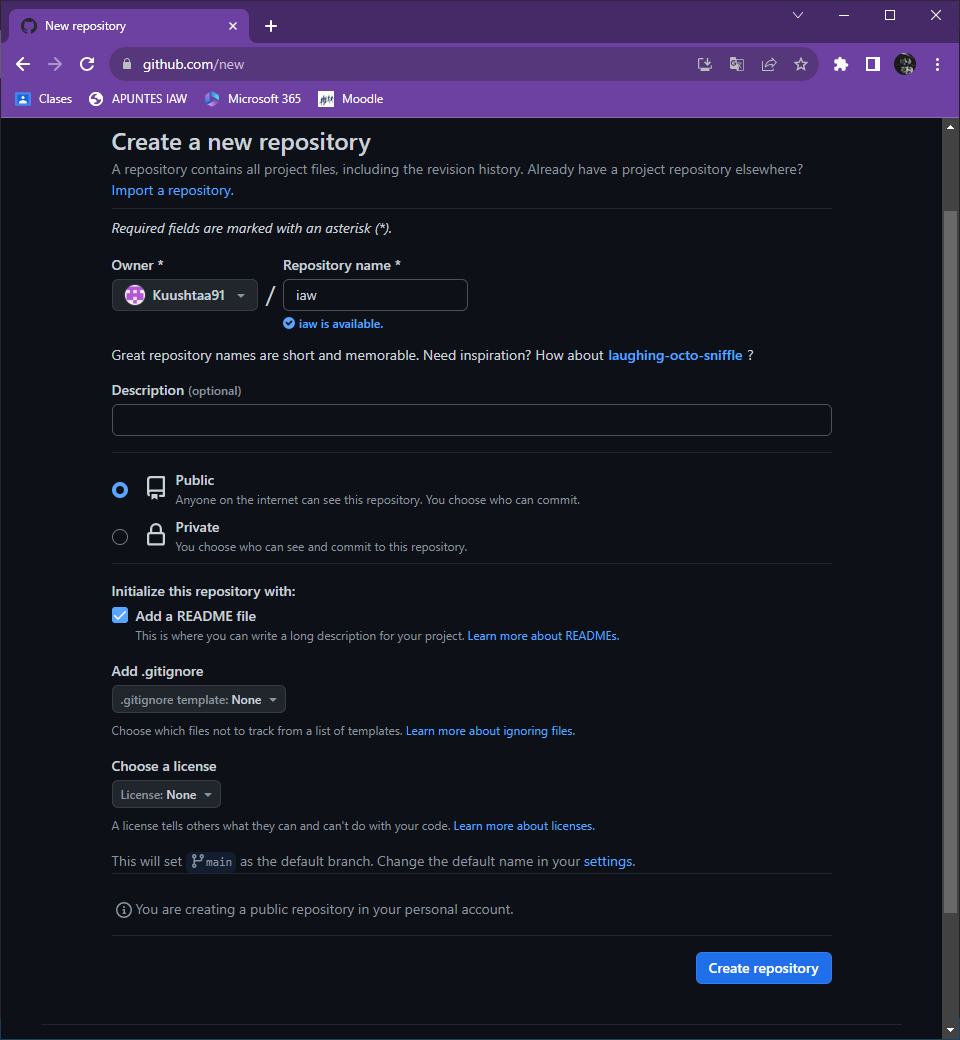 New repository
github.com/new
Clases APUNTES IAW Microsoft 365 Moodle
Create a new repository
A repository contains all project files, including the revision history. Already have a project repository elsewhere?
Import a repository.
Required fields are marked with an asterisk (*).
Owner * Repository name *
Kuushtaa91 / iaw
iaw is available.
Great repository names are short and memorable. Need inspiration? How about laughing-octo-sniffle ?
Description (optional)
Public
Anyone on the internet can see this repository. You choose who can commit.
Private
You choose who can see and commit to this repository.
Initialize this repository with:
Add a README file
This is where you can write a long description for your project. Learn more about READMEs.
Add .gitignore
.gitignore template: None
Choose which files not to track from a list of templates. Learn more about ignoring files.
Choose a license
License: None
A license tells others what they can and can't do with your code. Learn more about licenses.
This will set main as the default branch. Change the default name in your settings.
You are creating a public repository in your personal account.
Create repository